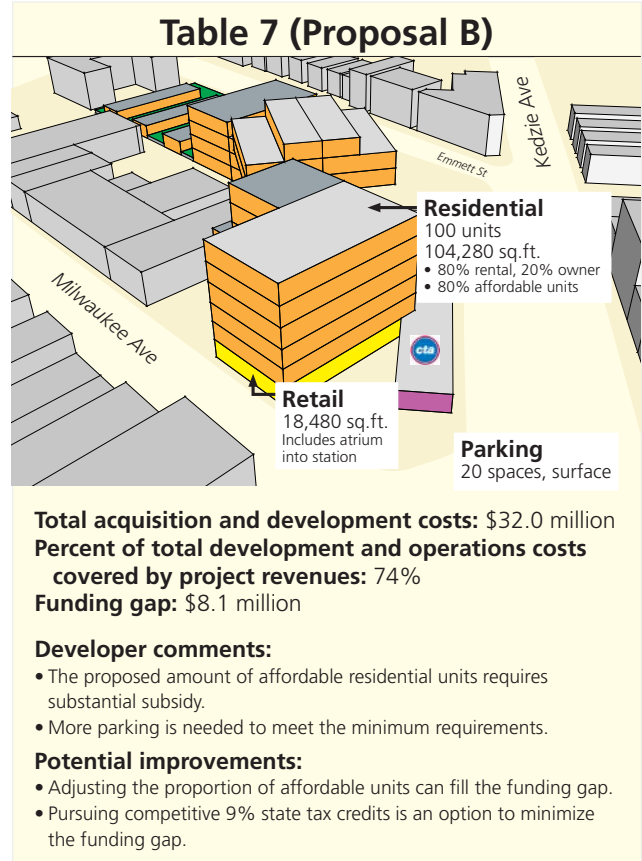 Table 7 (Proposal B)
Kedzie Ave
Emmett St
Residential
100 units
104,280 sq.ft.
• 80% rental, 20% owner
• 80% affordable units
Milwaukee Ave
cta
Retail
18,480 sq.ft.
Includes atrium
into station
Parking
20 spaces, surface
Total acquisition and development costs: $32.0 million
Percent of total development and operations costs
covered by project revenues: 74%
Funding gap: $8.1 million
Developer comments:
• The proposed amount of affordable residential units requires
substantial subsidy.
• More parking is needed to meet the minimum requirements.
Potential improvements:
• Adjusting the proportion of affordable units can fill the funding gap.
• Pursuing competitive 9% state tax credits is an option to minimize
the funding gap.